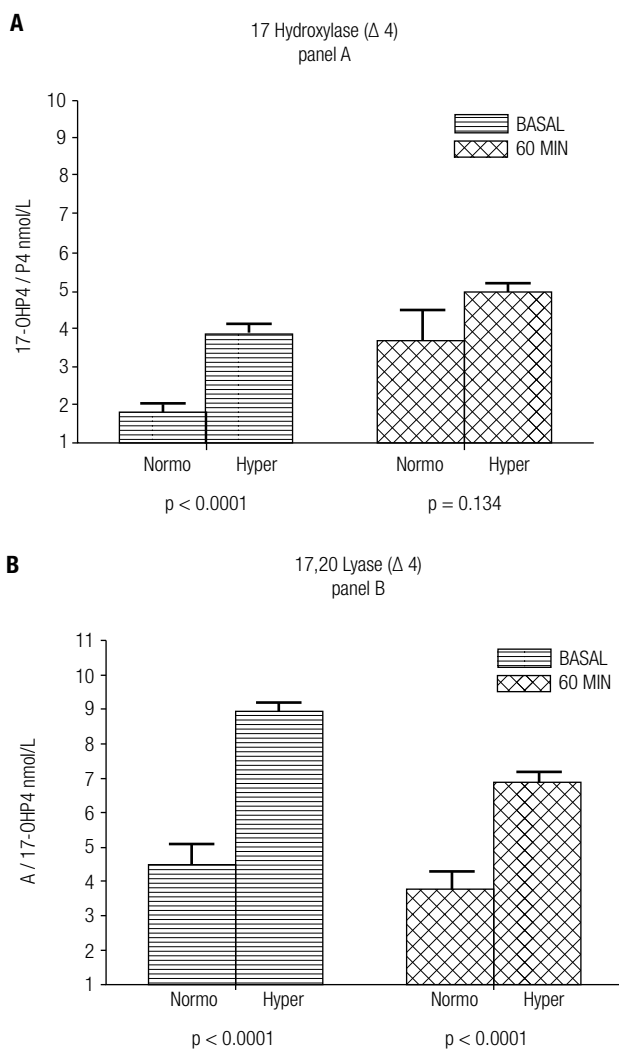 A
17 Hydroxylase (Δ 4)
panel A
10
9
8
7
6
5
4
3
2
1
17-OHP4 / P4 nmol/L
BASAL
60 MIN
Normo Hyper Normo Hyper
p < 0.0001 p = 0.134
B
17,20 Lyase (Δ 4)
panel B
11
10
9
8
7
6
5
4
3
2
1
A / 17-OHP4 nmol/L
BASAL
60 MIN
Normo Hyper Normo Hyper
p < 0.0001 p < 0.0001